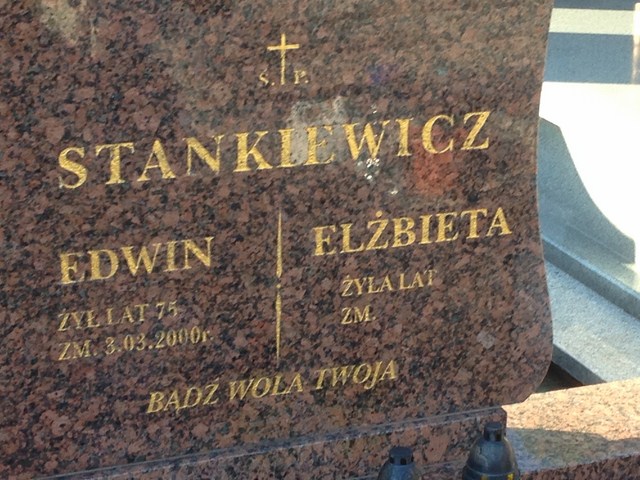 Ś. P.
STANKIEWICZ
EDWIN
ŻYŁ LAT 75
ZM. 3.03.2000r.
ELŻBIETA
ŻYŁA LAT
ZM.
BĄDŹ WOLA TWOJA